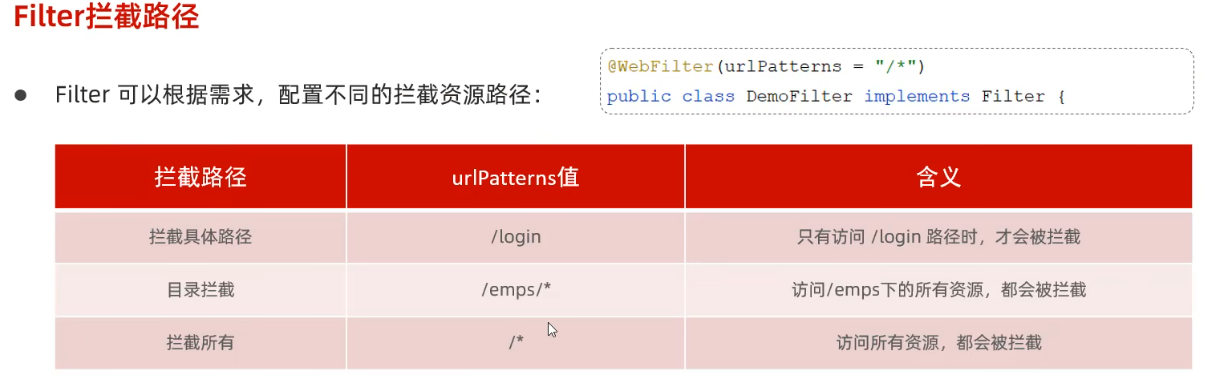 Filter拦截路径
● Filter 可以根据需求，配置不同的拦截资源路径：
@WebFilter(urlPatterns = "/*")
public class DemoFilter implements Filter {
拦截路径 urlPatterns值 含义
拦截具体路径 /login 只有访问 /login 路径时，才会被拦截
目录拦截 /emps/* 访问/emps下的所有资源，都会被拦截
拦截所有 /* 访问所有资源，都会被拦截